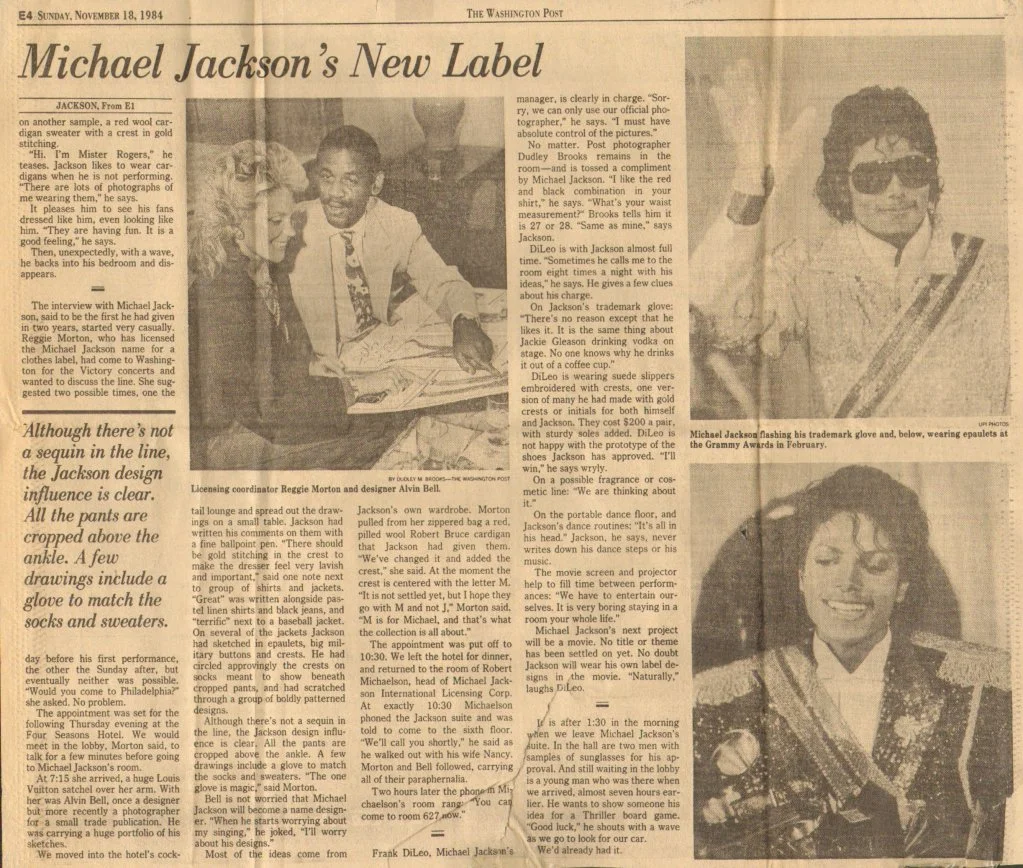 E4 SUNDAY, NOVEMBER 18, 1984
THE WASHINGTON POST
Michael Jackson's New Label
JACKSON, From E1
on another sample, a red wool car-
digan sweater with a crest in gold
stitching.
"Hi. I'm Mister Rogers," he
teases. Jackson likes to wear car-
digans when he is not performing.
"There are lots of photographs of
me wearing them," he says.
It pleases him to see his fans
dressed like him, even looking like
him. "They are having fun. It is a
good feeling," he says.
Then, unexpectedly, with a wave,
he backs into his bedroom and dis-
appears.
The interview with Michael Jack-
son, said to be the first he had given
in two years, started very casually.
Reggie Morton, who has licensed
the Michael Jackson name for a
clothes label, had come to Washing-
ton for the Victory concerts and
wanted to discuss the line. She sug-
gested two possible times, one the
Although there's not
a sequin in the line,
the Jackson design
influence is clear.
All the pants are
cropped above the
ankle. A few
drawings include a
glove to match the
socks and sweaters.
day before his first performance,
the other the Sunday after, but
eventually neither was possible.
"Would you come to Philadelphia?"
she asked. No problem.
The appointment was set for the
following Thursday evening at the
Four Seasons Hotel. We would
meet in the lobby, Morton said, to
talk for a few minutes before going
to Michael Jackson's room.
At 7:15 she arrived, a huge Louis
Vuitton satchel over her arm. With
her was Alvin Bell, once a designer
but more recently a photographer
for a small trade publication. He
was carrying a huge portfolio of his
sketches.
We moved into the hotel's cock-
BY DUDLEY M. BROOKS—THE WASHINGTON POST
Licensing coordinator Reggie Morton and designer Alvin Bell.
tail lounge and spread out the draw-
ings on a small table. Jackson had
written his comments on them with
a fine ballpoint pen. "There should
be gold stitching in the crest to
make the dresser feel very lavish
and important," said one note next
to group of shirts and jackets.
"Great" was written alongside pas-
tel linen shirts and black jeans, and
"terrific" next to a baseball jacket.
On several of the jackets Jackson
had sketched in epaulets, big mil-
itary buttons and crests. He had
circled approvingly the crests on
socks meant to show beneath
cropped pants, and had scratched
through a group of boldly patterned
designs.
Although there's not a sequin in
the line, the Jackson design influ-
ence is clear. All the pants are
cropped above the ankle. A few
drawings include a glove to match
the socks and sweaters. "The one
glove is magic," said Morton.
Bell is not worried that Michael
Jackson will become a name design-
er. "When he starts worrying about
my singing," he joked, "I'll worry
about his designs."
Most of the ideas come from
Jackson's own wardrobe. Morton
pulled from her zippered bag a red,
pilled wool Robert Bruce cardigan
that Jackson had given them.
"We've changed it and added the
crest," she said. At the moment the
crest is centered with the letter M.
"It is not settled yet, but I hope they
go with M and not J," Morton said.
"M is for Michael, and that's what
the collection is all about."
The appointment was put off to
10:30. We left the hotel for dinner,
and returned to the room of Robert
Michaelson, head of Michael Jack-
son International Licensing Corp.
At exactly 10:30 Michaelson
phoned the Jackson suite and was
told to come to the sixth floor.
"We'll call you shortly," he said as
he walked out with his wife Nancy.
Morton and Bell followed, carrying
all of their paraphernalia.
Two hours later the phone in Mi-
chaelson's room rang. "You can
come to room 627 now."
Frank DiLeo, Michael Jackson's
manager, is clearly in charge. "Sor-
ry, we can only use our official pho-
tographer," he says. "I must have
absolute control of the pictures."
No matter. Post photographer
Dudley Brooks remains in the
room—and is tossed a compliment
by Michael Jackson. "I like the red
and black combination in your
shirt," he says. "What's your waist
measurement?" Brooks tells him it
is 27 or 28. "Same as mine," says
Jackson.
DiLeo is with Jackson almost full
time. "Sometimes he calls me to the
room eight times a night with his
ideas," he says. He gives a few clues
about his charge.
On Jackson's trademark glove:
"There's no reason except that he
likes it. It is the same thing about
Jackie Gleason drinking vodka on
stage. No one knows why he drinks
it out of a coffee cup."
DiLeo is wearing suede slippers
embroidered with crests, one ver-
sion of many he had made with gold
crests or initials for both himself
and Jackson. They cost $200 a pair,
with sturdy soles added. DiLeo is
not happy with the prototype of the
shoes Jackson has approved. "I'll
win," he says wryly.
On a possible fragrance or cos-
metic line: "We are thinking about
it."
On the portable dance floor, and
Jackson's dance routines: "It's all in
his head." Jackson, he says, never
writes down his dance steps or his
music.
The movie screen and projector
help to fill time between perform-
ances: "We have to entertain our-
selves. It is very boring staying in a
room your whole life."
Michael Jackson's next project
will be a movie. No title or theme
has been settled on yet. No doubt
Jackson will wear his own label de-
signs in the movie. "Naturally,"
laughs DiLeo.
It is after 1:30 in the morning
when we leave Michael Jackson's
suite. In the hall are two men with
samples of sunglasses for his ap-
proval. And still waiting in the lobby
is a young man who was there when
we arrived, almost seven hours ear-
lier. He wants to show someone his
idea for a Thriller board game.
"Good luck," he shouts with a wave
as we go to look for our car.
We'd already had it.
UPI PHOTOS
Michael Jackson flashing his trademark glove and, below, wearing epaulets at
the Grammy Awards in February.